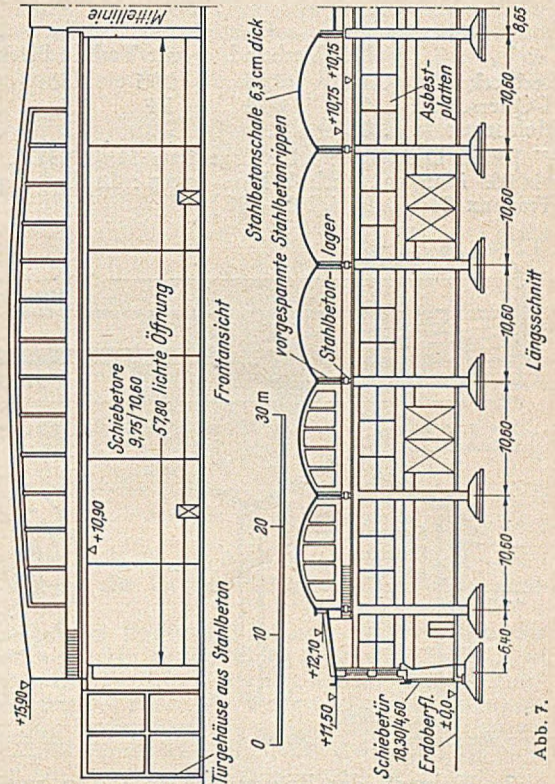 +15,90
Mittellinie
Schiebetore
9,75/10,60
57,80 lichte Öffnung
+10,90
Türgehäuse aus Stahlbeton
Frontansicht
0 10 20 30 m
Stahlbetonschale 6,3 cm dick
vorgespannte Stahlbetonrippen
Stahlbeton-
lager
+10,75 +10,15
+12,10
+11,50
Asbest-
platten
Schiebetür
18,30/4,60
Erdoberfl.
±0,0
6,40 10,60 10,60 10,60 10,60 10,60 8,65
Längsschnitt
Abb. 7.